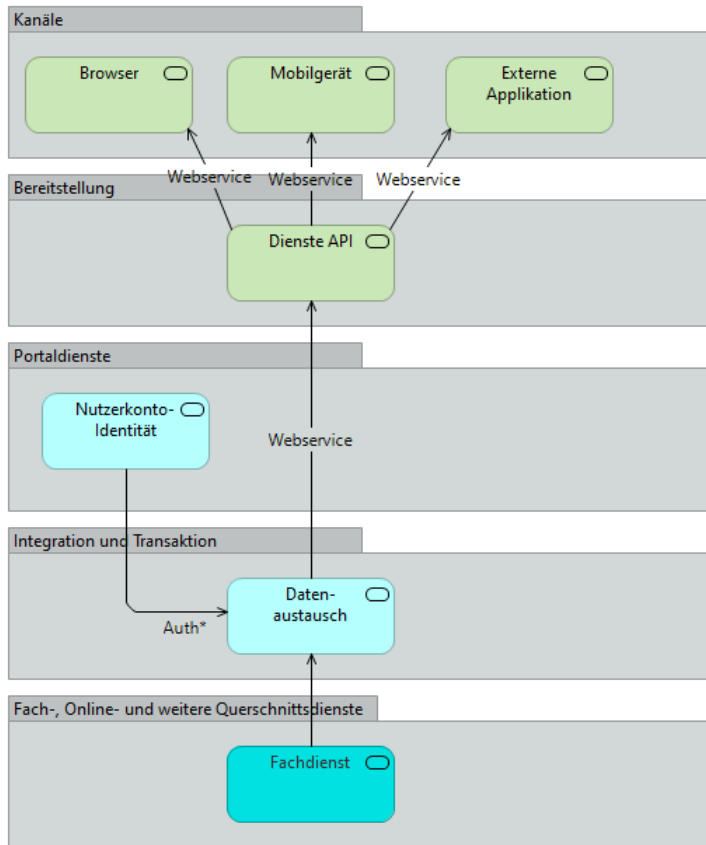 Kanäle
Browser
Mobilgerät
Externe
Applikation
Webservice
Webservice
Webservice
Bereitstellung
Dienste API
Portaldienste
Nutzerkonto-
Identität
Webservice
Integration und Transaktion
Daten-
austausch
Auth*
Fach-, Online- und weitere Querschnittsdienste
Fachdienst